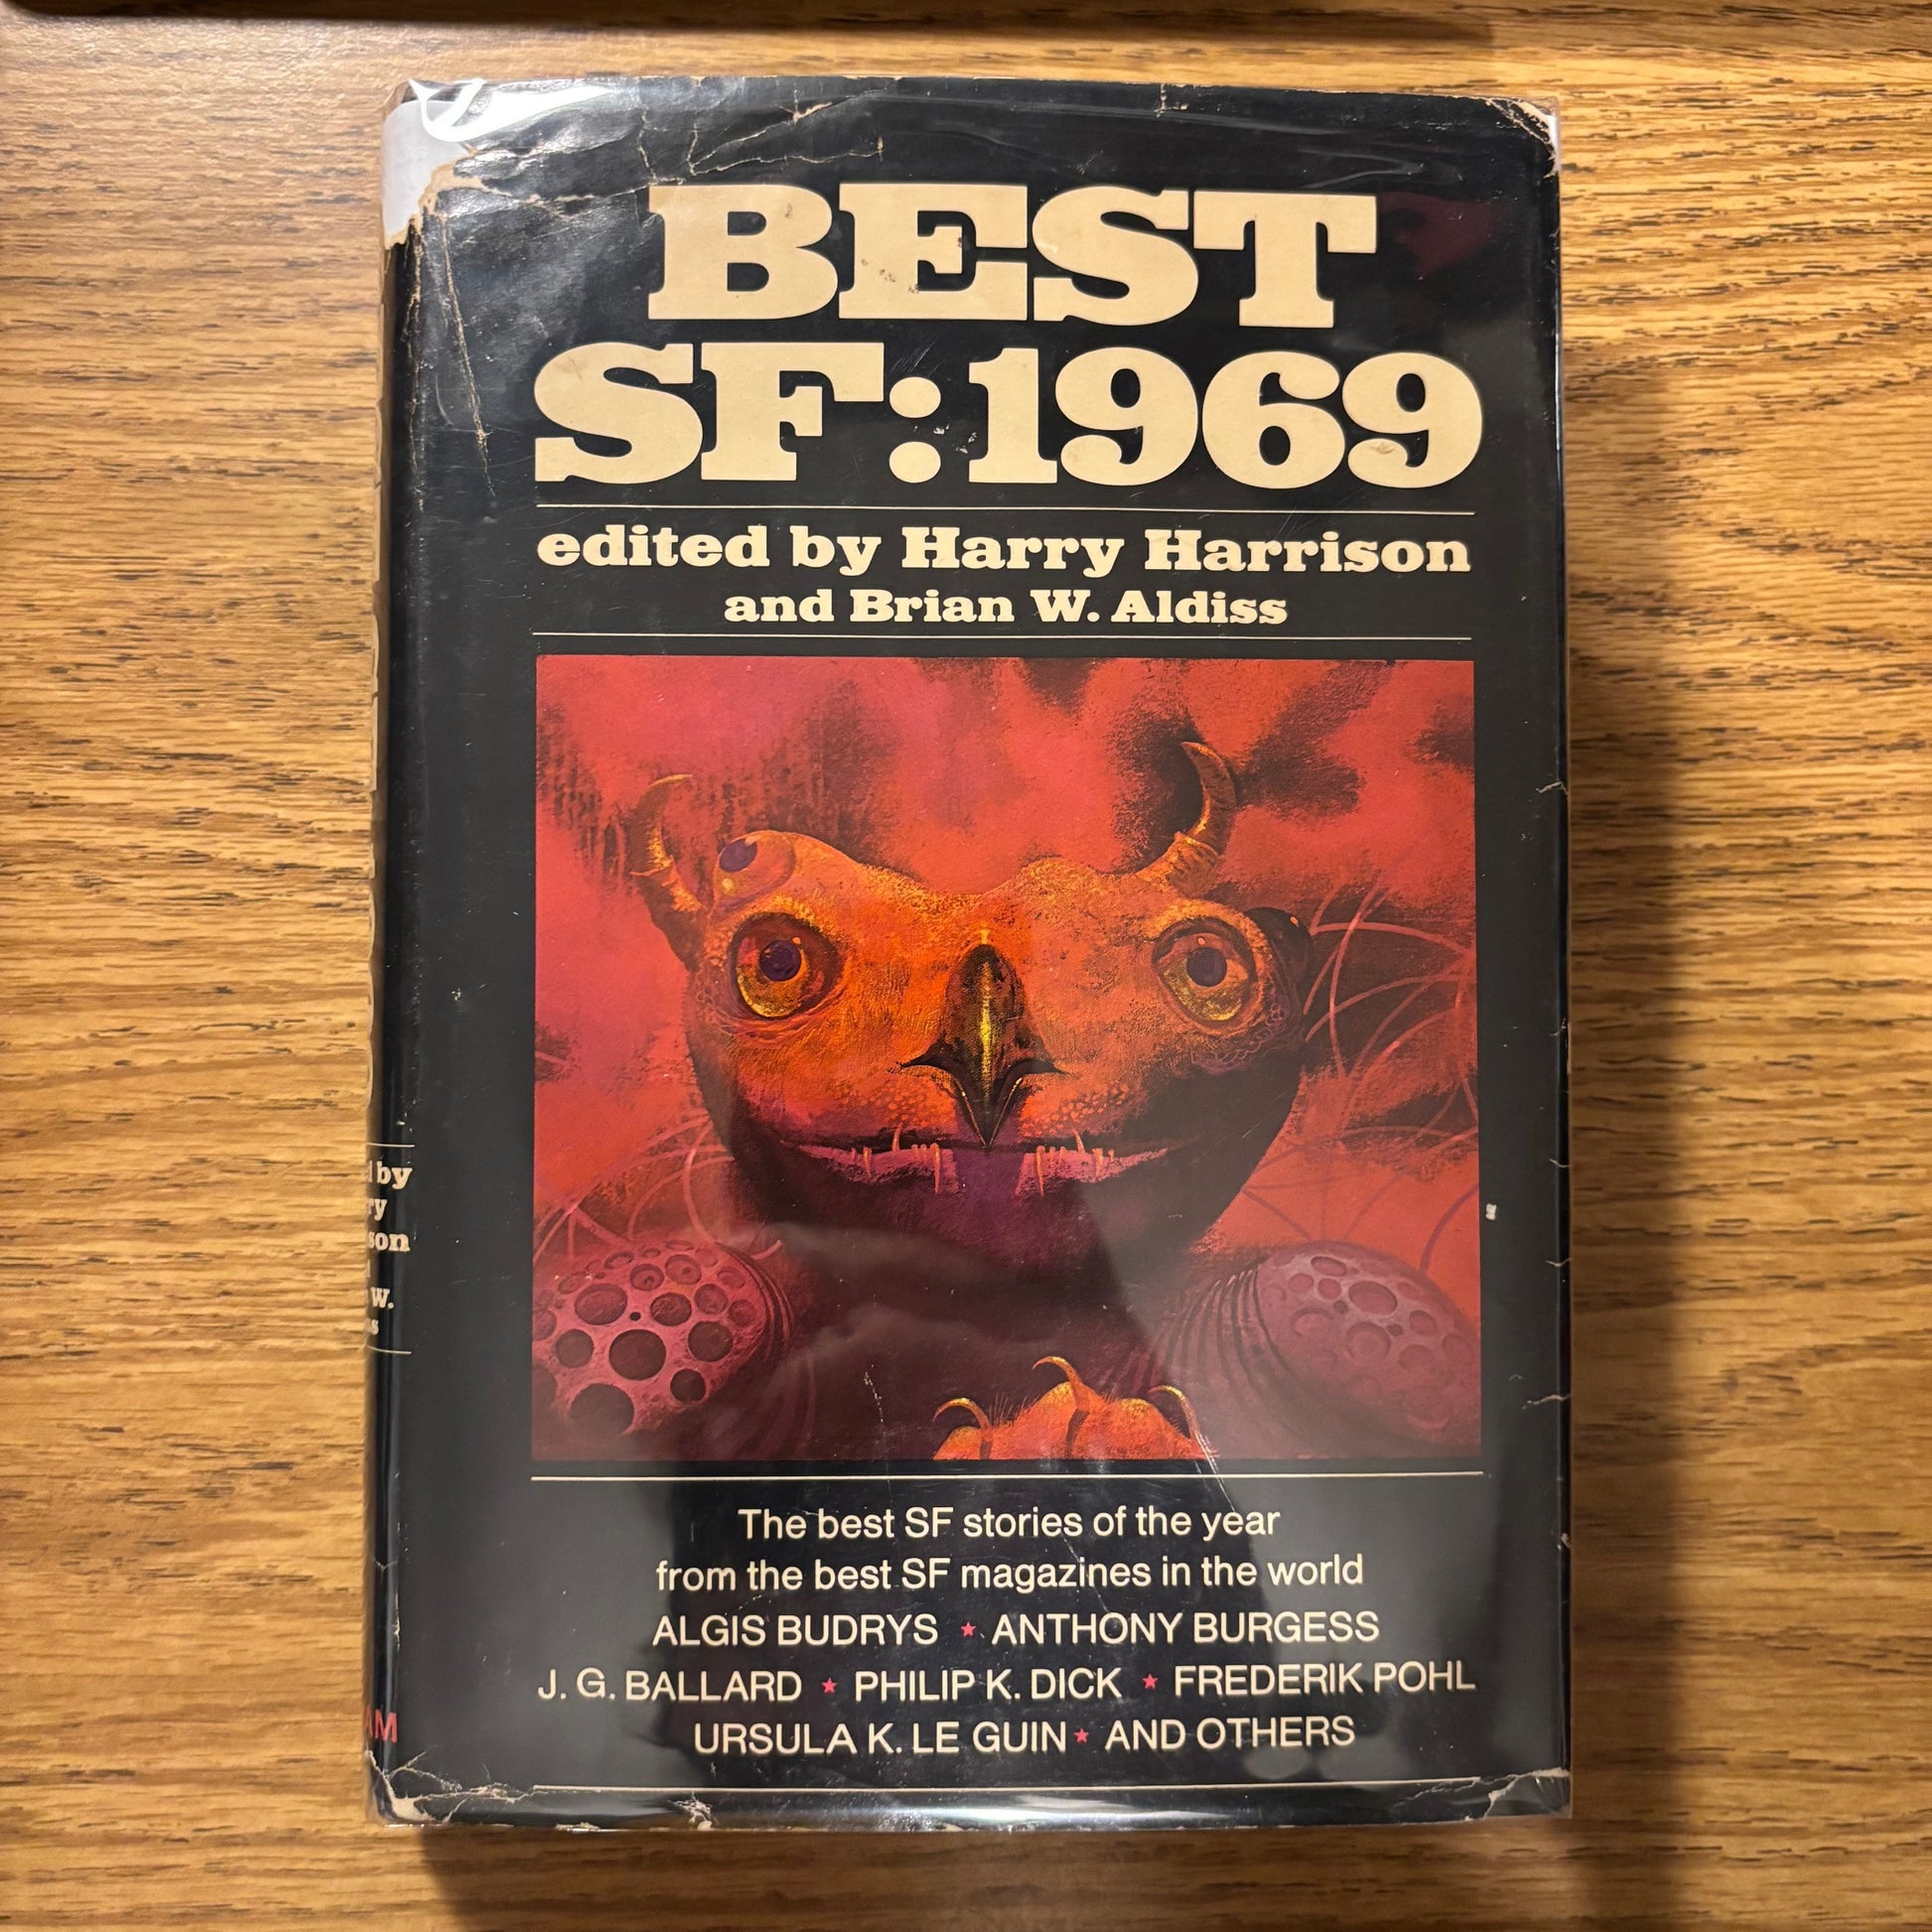 BEST
SF:1969
edited by Harry Harrison
and Brian W. Aldiss
The best SF stories of the year
from the best SF magazines in the world
ALGIS BUDRYS ★ ANTHONY BURGESS
J. G. BALLARD ★ PHILIP K. DICK ★ FREDERIK POHL
URSULA K. LE GUIN ★ AND OTHERS
by
W.